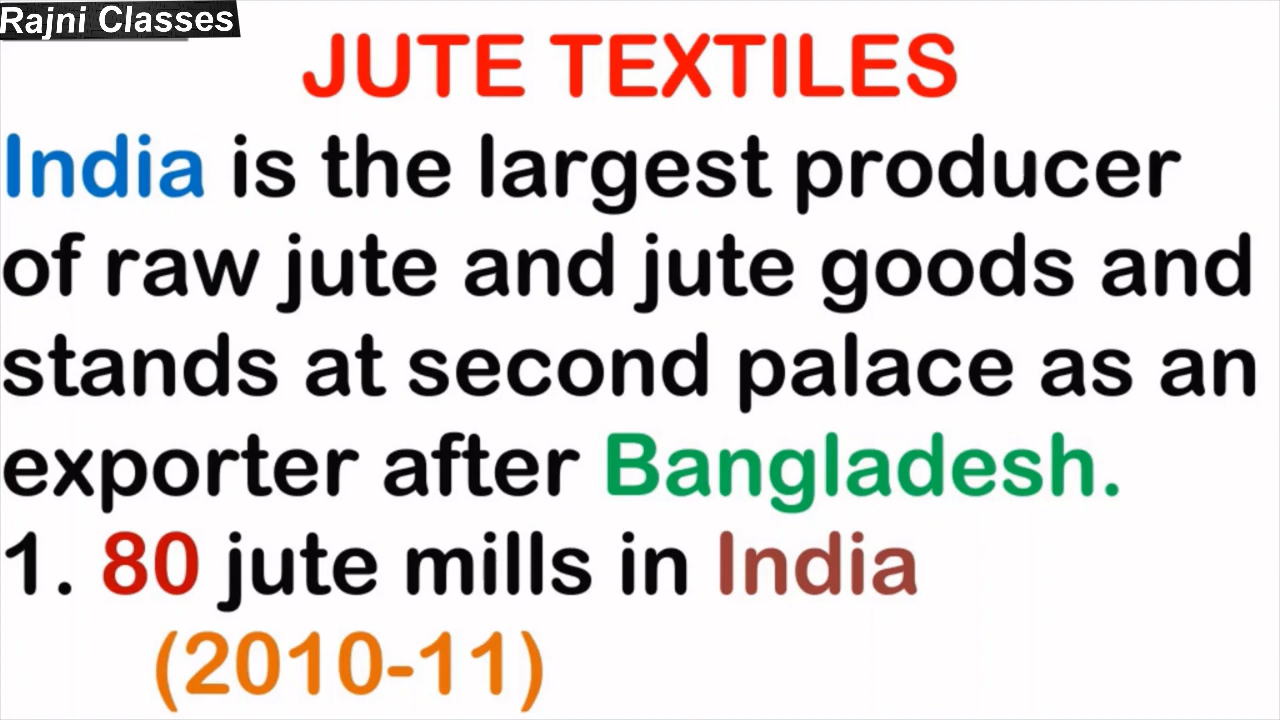 Rajni Classes
JUTE TEXTILES
India is the largest producer
of raw jute and jute goods and
stands at second palace as an
exporter after Bangladesh.
1. 80 jute mills in India
(2010-11)